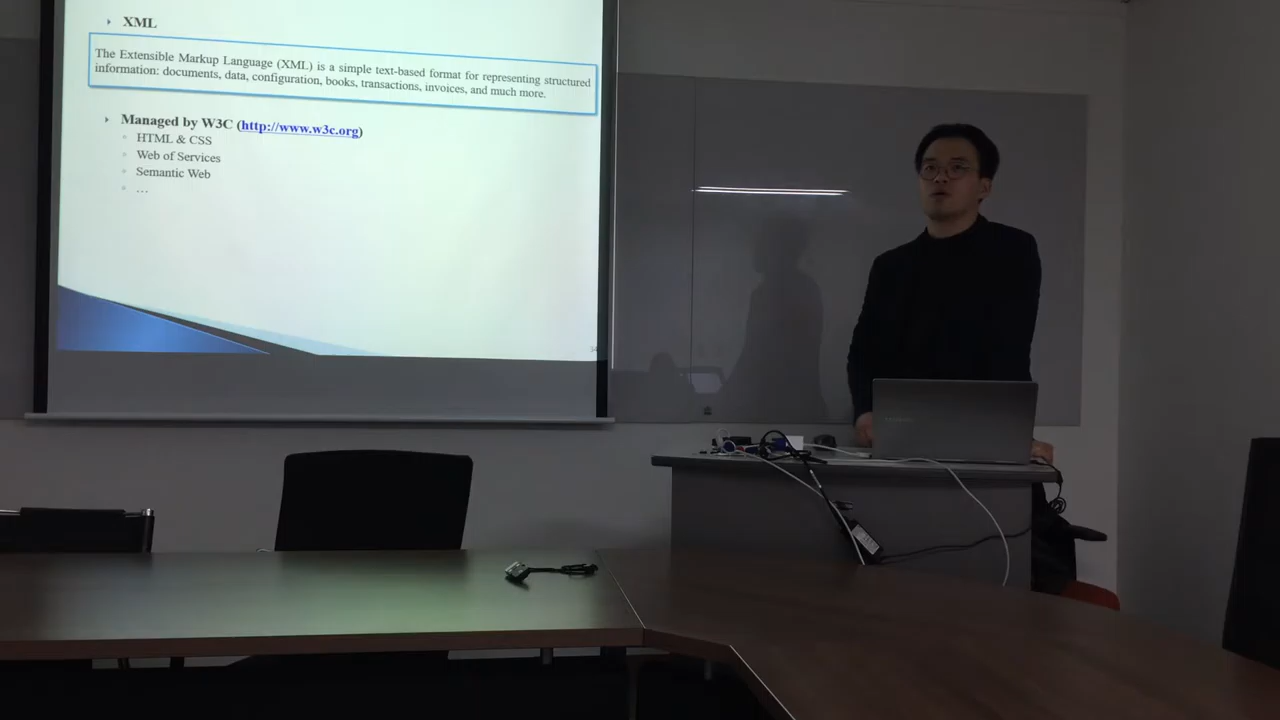 XML
The Extensible Markup Language (XML) is a simple text-based format for representing structured
information: documents, data, configuration, books, transactions, invoices, and much more.
Managed by W3C (http://www.w3c.org)
HTML & CSS
Web of Services
Semantic Web
…